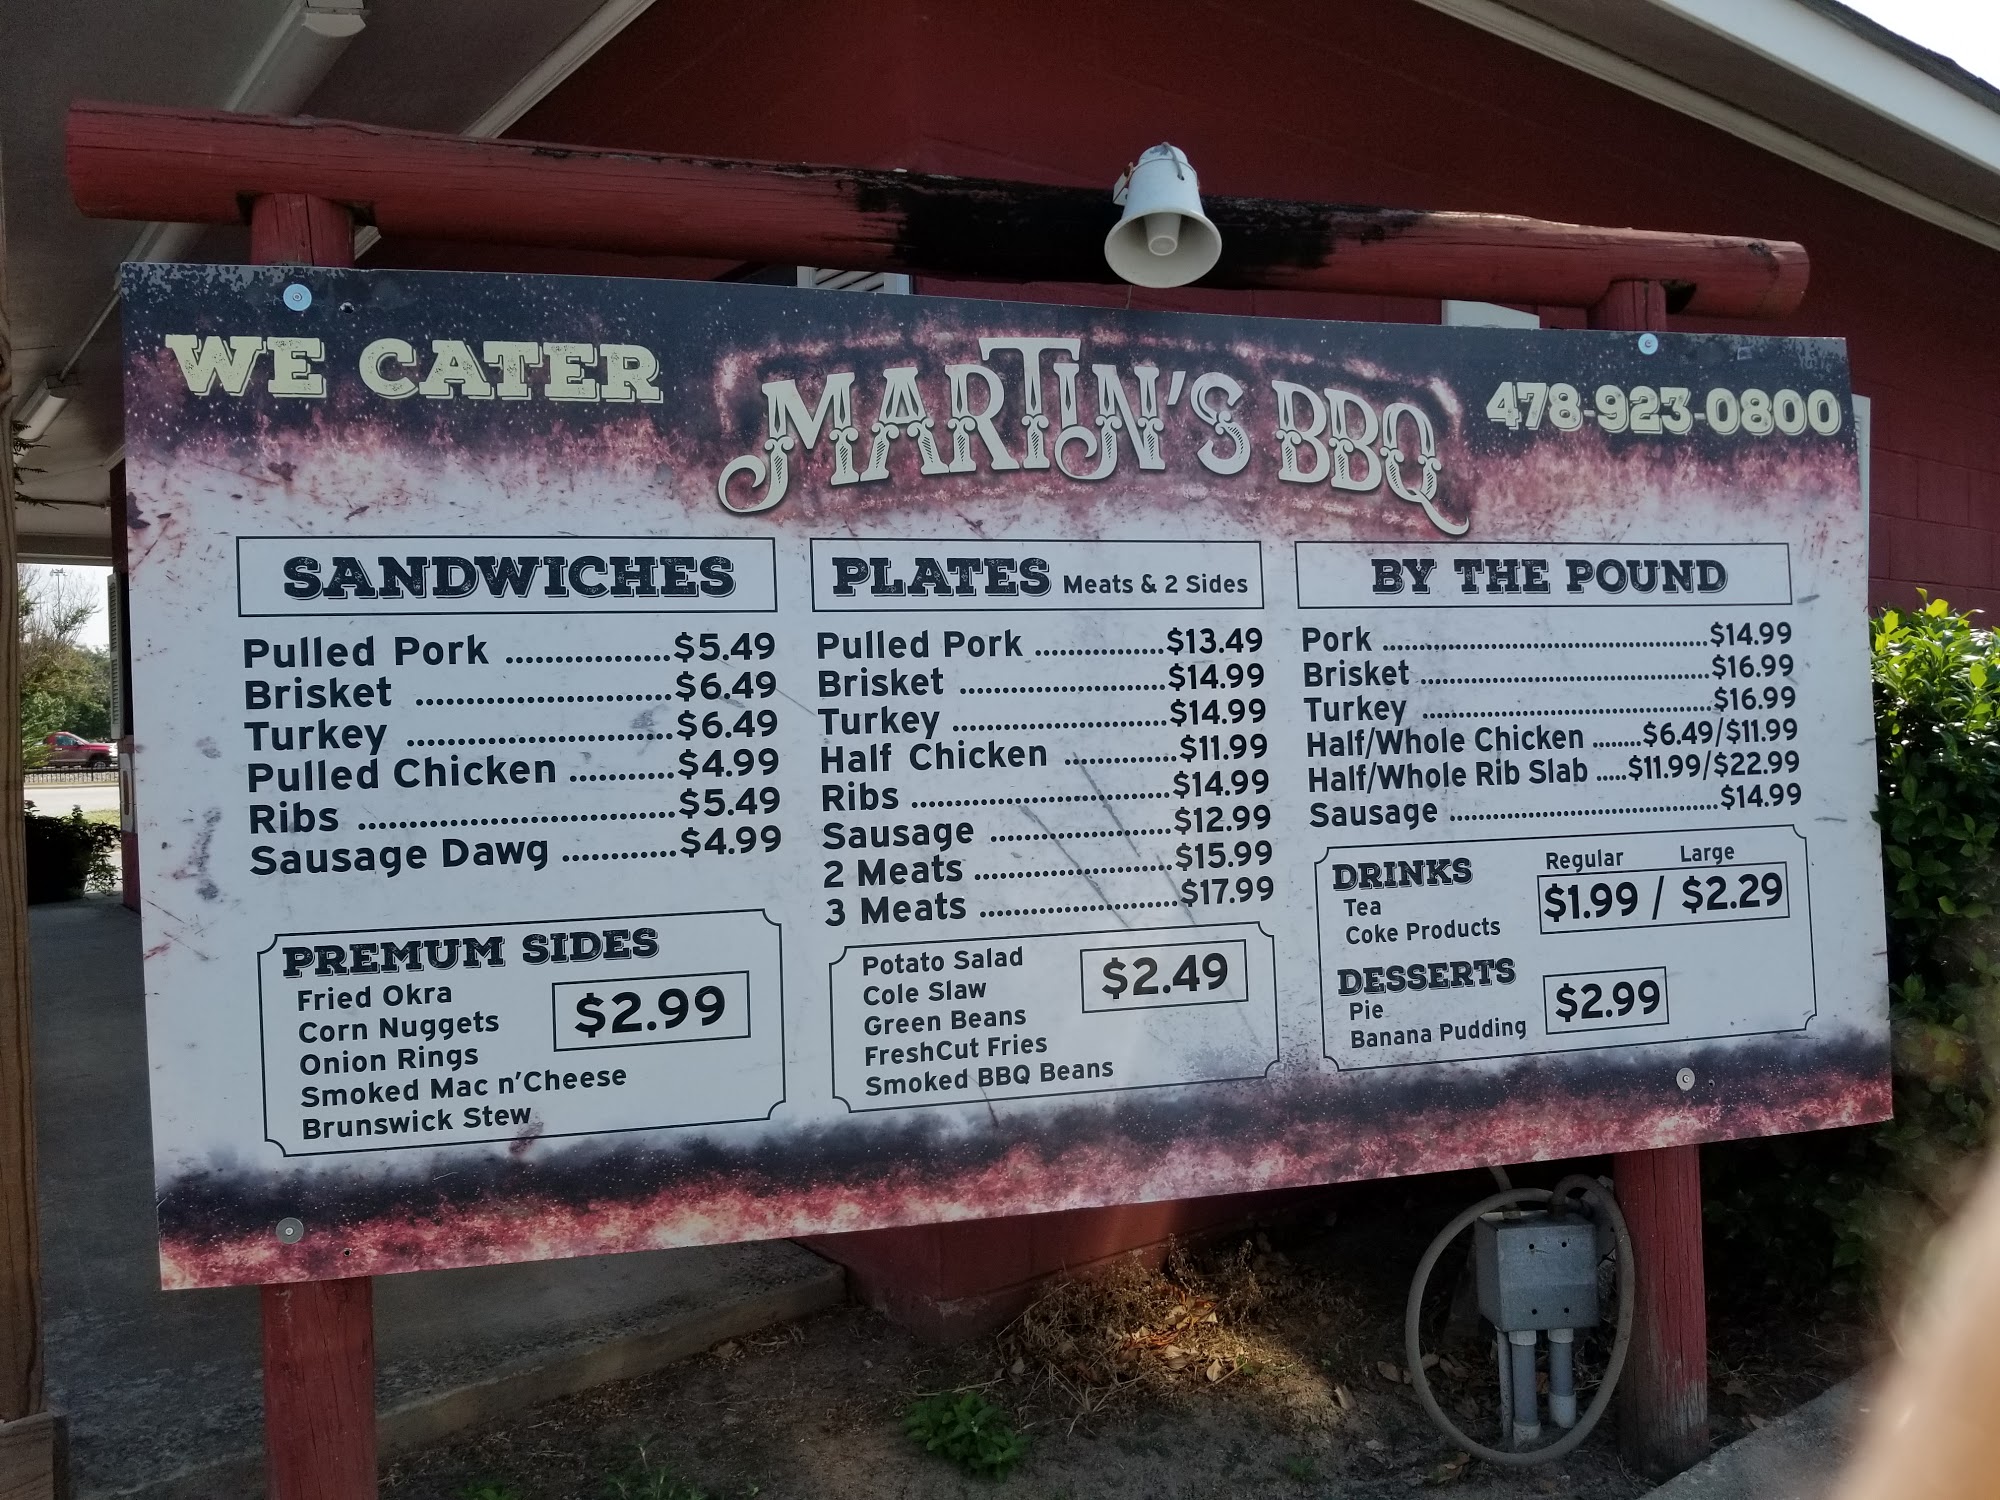 WE CATER
MARTIN'S BBQ
478-923-0800
SANDWICHES
Pulled Pork ................. $5.49
Brisket ........................ $6.49
Turkey ......................... $6.49
Pulled Chicken ........... $4.99
Ribs .............................. $5.49
Sausage Dawg ............ $4.99
PREMUM SIDES
Fried Okra
Corn Nuggets
Onion Rings
Smoked Mac n'Cheese
Brunswick Stew
$2.99
PLATES Meats & 2 Sides
Pulled Pork ................ $13.49
Brisket ......................... $14.99
Turkey .......................... $14.99
Half Chicken .............. $11.99
Ribs ................................ $14.99
Sausage ...................... $12.99
2 Meats ........................ $15.99
3 Meats ........................ $17.99
Potato Salad
Cole Slaw
Green Beans
FreshCut Fries
Smoked BBQ Beans
$2.49
BY THE POUND
Pork ................................................ $14.99
Brisket .......................................... $16.99
Turkey .......................................... $16.99
Half/Whole Chicken ........ $6.49/$11.99
Half/Whole Rib Slab ..... $11.99/$22.99
Sausage ....................................... $14.99
DRINKS
Tea
Coke Products
Regular Large
$1.99 / $2.29
DESSERTS
Pie
Banana Pudding
$2.99